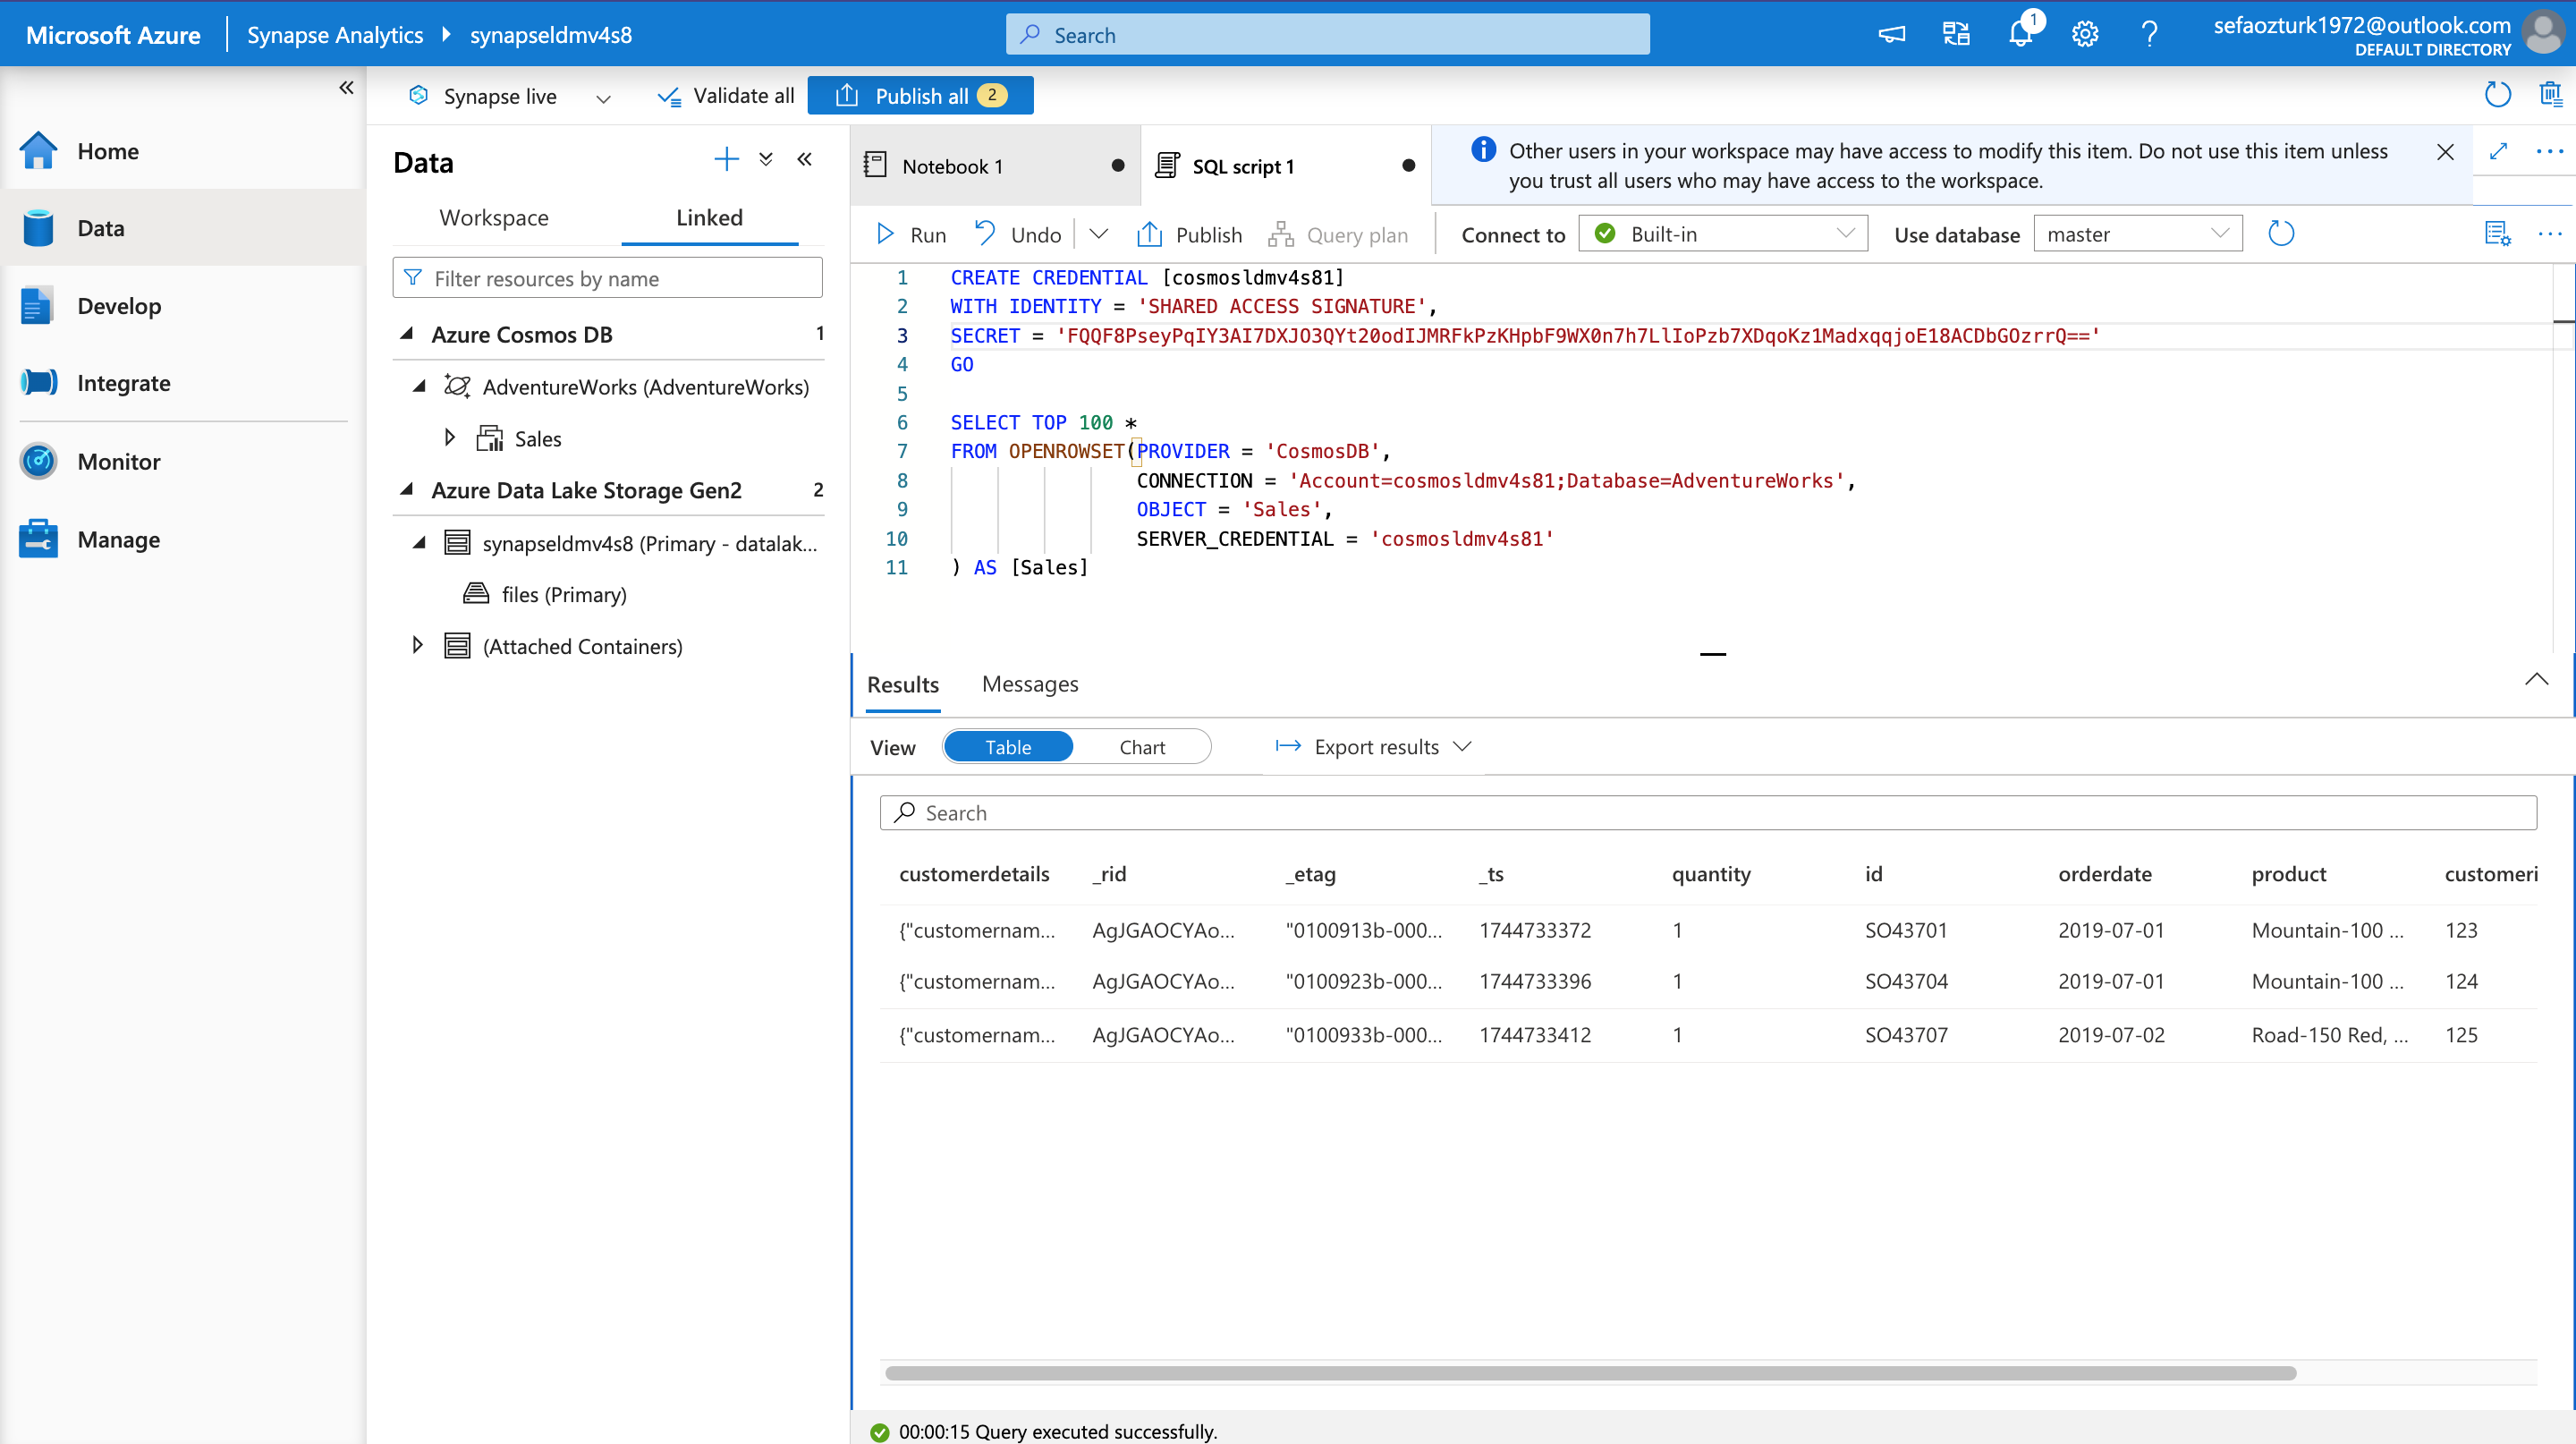 Microsoft Azure | Synapse Analytics ▸ synapseldmv4s8
Search
1
sefaozturk1972@outlook.com
DEFAULT DIRECTORY
Synapse live
Validate all
Publish all 2
Home
Data
Develop
Integrate
Monitor
Manage
Data
Workspace
Linked
Filter resources by name
Azure Cosmos DB 1
AdventureWorks (AdventureWorks)
Sales
Azure Data Lake Storage Gen2 2
synapseldmv4s8 (Primary - datalak...
files (Primary)
(Attached Containers)
Notebook 1
SQL script 1
Other users in your workspace may have access to modify this item. Do not use this item unless
you trust all users who may have access to the workspace.
Run
Undo
Publish
Query plan
Connect to
Built-in
Use database
master
1 CREATE CREDENTIAL [cosmosldmv4s81]
2 WITH IDENTITY = 'SHARED ACCESS SIGNATURE',
3 SECRET = 'FQQF8PseyPqIY3AI7DXJO3QYt20odIJMRFkPzKHpbF9WX0n7h7LlIoPzb7XDqoKz1MadxqqjoE18ACDbGOzrrQ=='
4 GO
5
6 SELECT TOP 100 *
7 FROM OPENROWSET(PROVIDER = 'CosmosDB',
8 CONNECTION = 'Account=cosmosldmv4s81;Database=AdventureWorks',
9 OBJECT = 'Sales',
10 SERVER_CREDENTIAL = 'cosmosldmv4s81'
11 ) AS [Sales]
Results
Messages
View
Table
Chart
Export results
Search
customerdetails _rid _etag _ts quantity id orderdate product customeri
{"customernam... AgJGAOCYAo... "0100913b-000... 1744733372 1 SO43701 2019-07-01 Mountain-100 ... 123
{"customernam... AgJGAOCYAo... "0100923b-000... 1744733396 1 SO43704 2019-07-01 Mountain-100 ... 124
{"customernam... AgJGAOCYAo... "0100933b-000... 1744733412 1 SO43707 2019-07-02 Road-150 Red, ... 125
00:00:15 Query executed successfully.